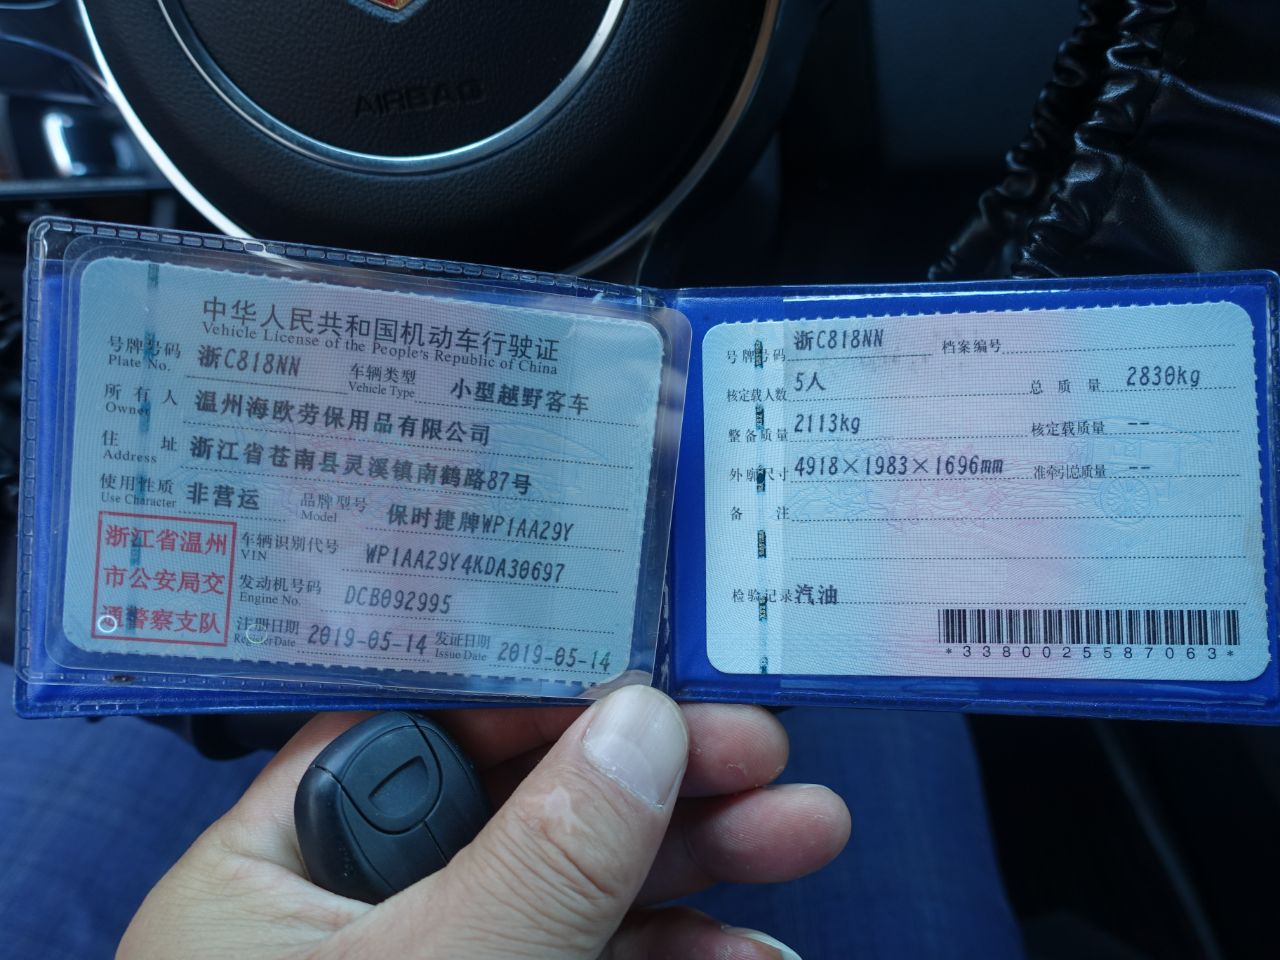 AIRBAG
中华人民共和国机动车行驶证
Vehicle License of the People's Republic of China
号牌号码 浙C818NN 车辆类型 小型越野客车
Plate No. Vehicle Type
所有人 温州海欧劳保用品有限公司
Owner
住址 浙江省苍南县灵溪镇南鹤路87号
Address
使用性质 非营运 品牌型号 保时捷牌WP1AA29Y
Use Character Model
浙江省温州
市公安局交
通警察支队
车辆识别代号 WP1AA29Y4KDA30697
VIN
发动机号码 DCB092995
Engine No.
注册日期 2019-05-14 发证日期 2019-05-14
Register Date Issue Date
号牌号码 浙C818NN 档案编号
核定载人数 5人 总质量 2830kg
整备质量 2113kg 核定载质量 --
外廓尺寸 4918×1983×1696mm 准牵引总质量 --
备注
检验记录 汽油
*3380025587063*